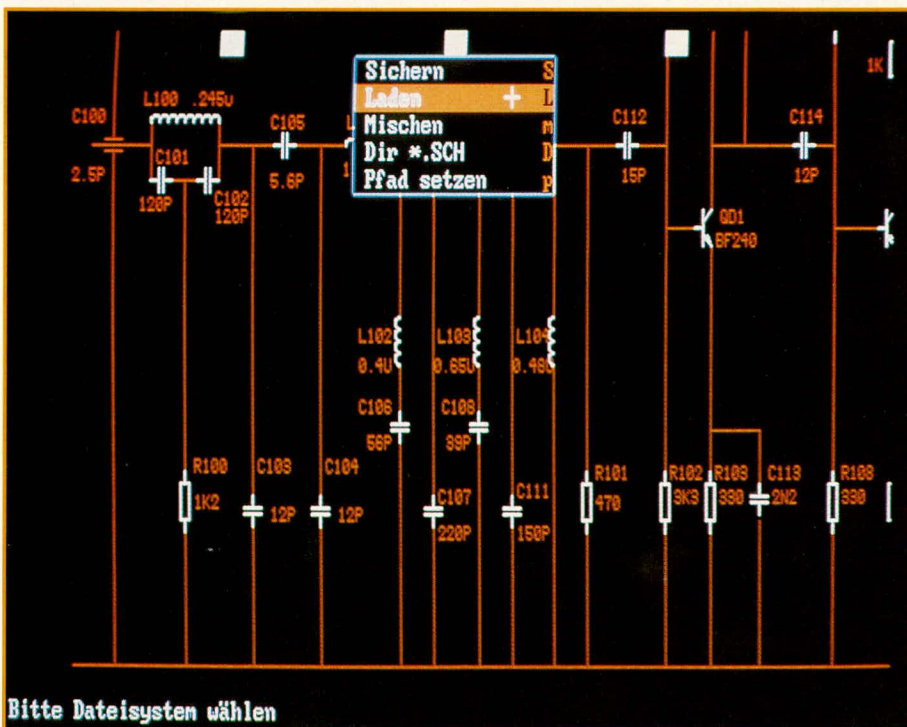 Sichern S
Laden L
Mischen m
Dir *.SCH D
Pfad setzen p
1K
L100 .245u
C100
C105
C112
C114
2.5P
C101
5.6P
15P
12P
120P
C102
120P
QD1
BF240
L102
L103
L104
0.4U
0.65U
0.48U
C106
C108
56P
39P
R100
C103
C104
C107
C111
R101
R102
R103
C113
R108
1K2
12P
12P
220P
150P
470
3K3
330
2N2
330
Bitte Dateisystem wählen